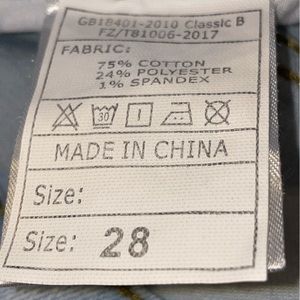 GB18401-2010 Classic B
FZ/T81006-2017
FABRIC:
75% COTTON
24% POLYESTER
1% SPANDEX
30
MADE IN CHINA
Size:
Size: 28